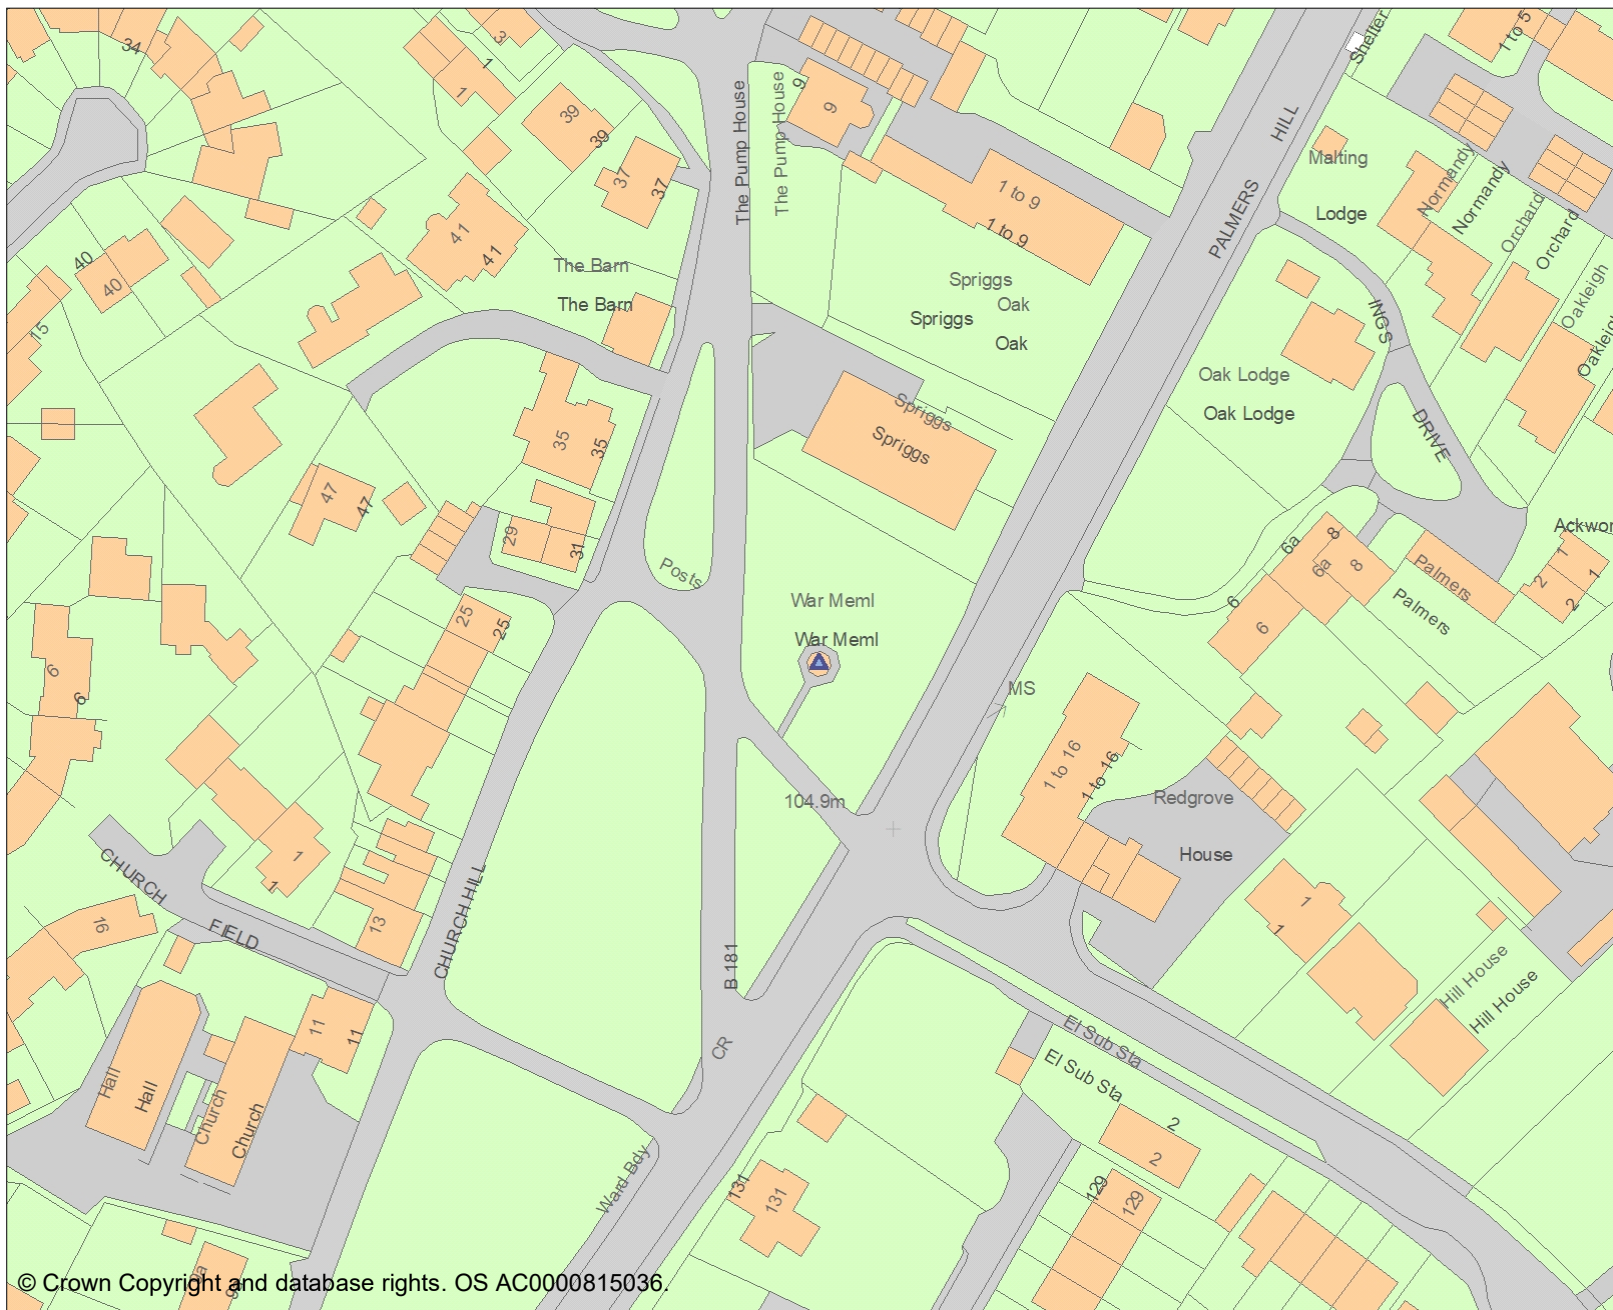 34
3
1
1
39
39
37
37
41
41
40
40
15
The Barn
The Barn
The Pump House
The Pump House
9
9
1 to 9
1 to 9
PALMERS HILL
Shelter
1 to 5
Malting
Lodge
Normandy
Normandy
Orchard
Orchard
Oakleigh
Oakleigh
Spriggs
Oak
Spriggs
Oak
INGS
DRIVE
Oak Lodge
Oak Lodge
Spriggs
Spriggs
35
35
47
47
29
31
Posts
25
25
War Meml
War Meml
6a
8
6a
8
6
6
Palmers
Palmers
Ackwor
1
1
2
2
6
6
MS
1 to 16
1 to 16
Redgrove
House
104.9m
CHURCH FIELD
1
1
13
16
CHURCH HILL
B 181
CR
11
11
Hall
Hall
Church
Church
1
1
Hill House
Hill House
El Sub Sta
El Sub Sta
2
2
129
129
131
131
Ward Bdy
© Crown Copyright and database rights. OS AC0000815036.